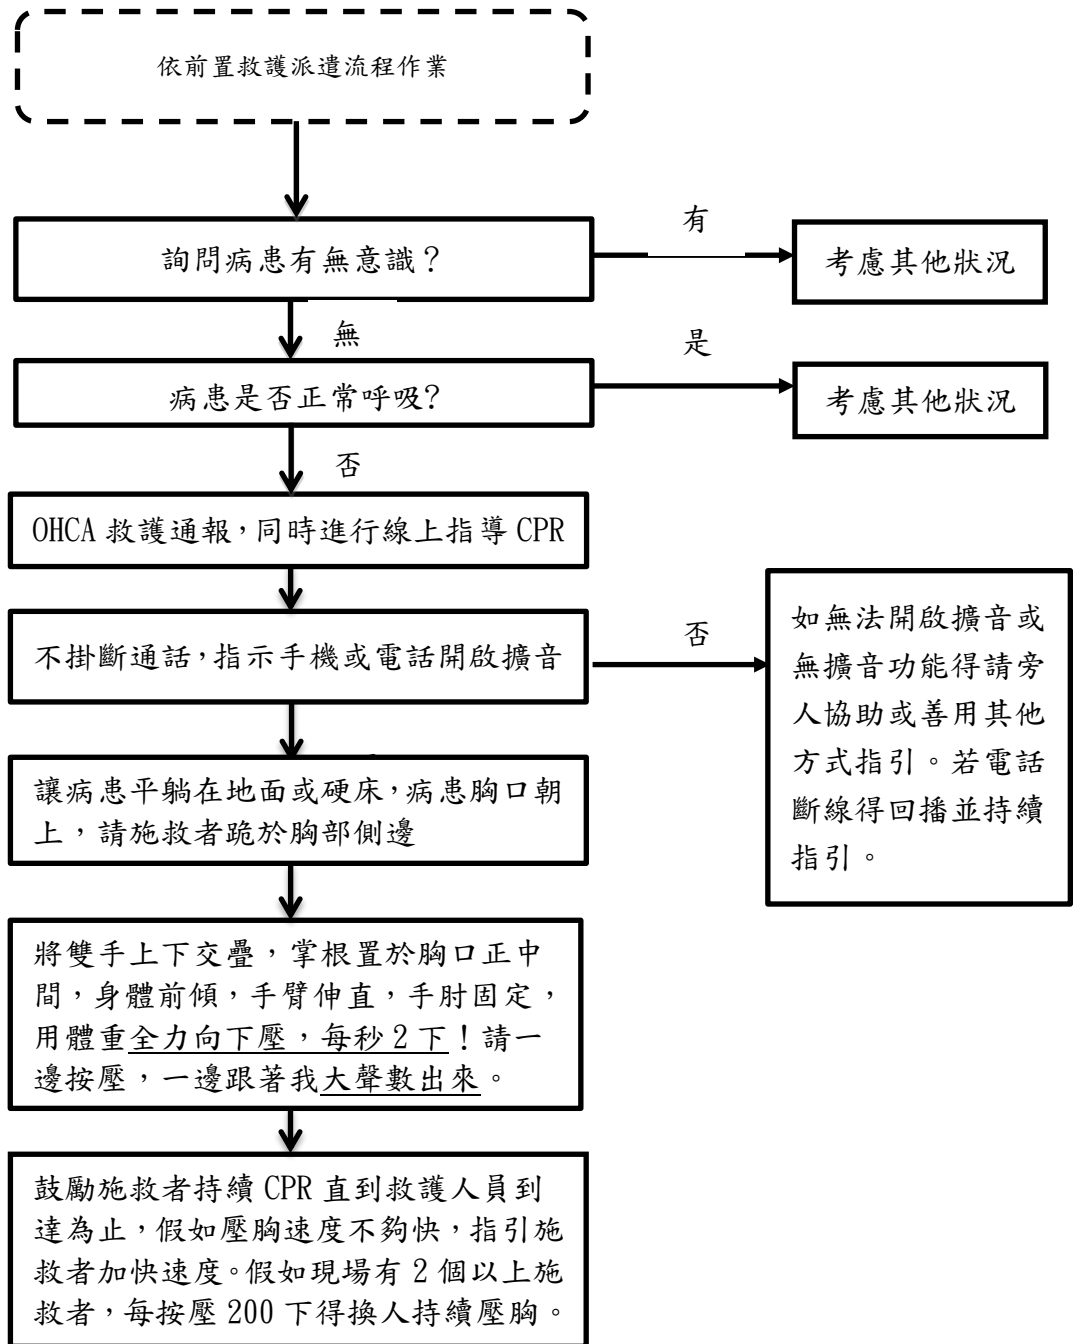 依前置救護派遣流程作業
詢問病患有無意識？
有
考慮其他狀況
無
病患是否正常呼吸?
是
考慮其他狀況
否
OHCA 救護通報，同時進行線上指導 CPR
不掛斷通話，指示手機或電話開啟擴音
否
如無法開啟擴音或
無擴音功能得請旁
人協助或善用其他
方式指引。若電話
斷線得回播並持續
指引。
讓病患平躺在地面或硬床，病患胸口朝
上，請施救者跪於胸部側邊
將雙手上下交疊，掌根置於胸口正中
間，身體前傾，手臂伸直，手肘固定，
用體重全力向下壓，每秒 2 下！請一
邊按壓，一邊跟著我大聲數出來。
鼓勵施救者持續 CPR 直到救護人員到
達為止，假如壓胸速度不夠快，指引施
救者加快速度。假如現場有 2 個以上施
救者，每按壓 200 下得換人持續壓胸。